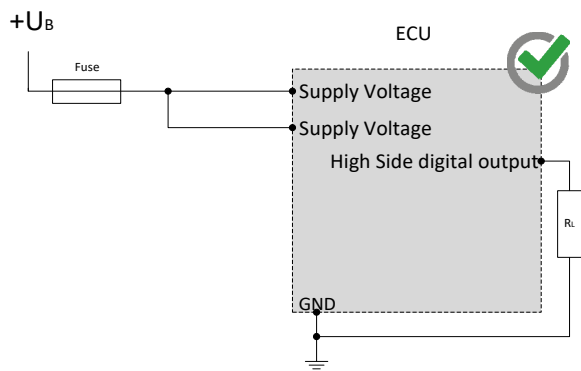 +UB
ECU
Fuse
Supply Voltage
Supply Voltage
High Side digital output
RL
GND